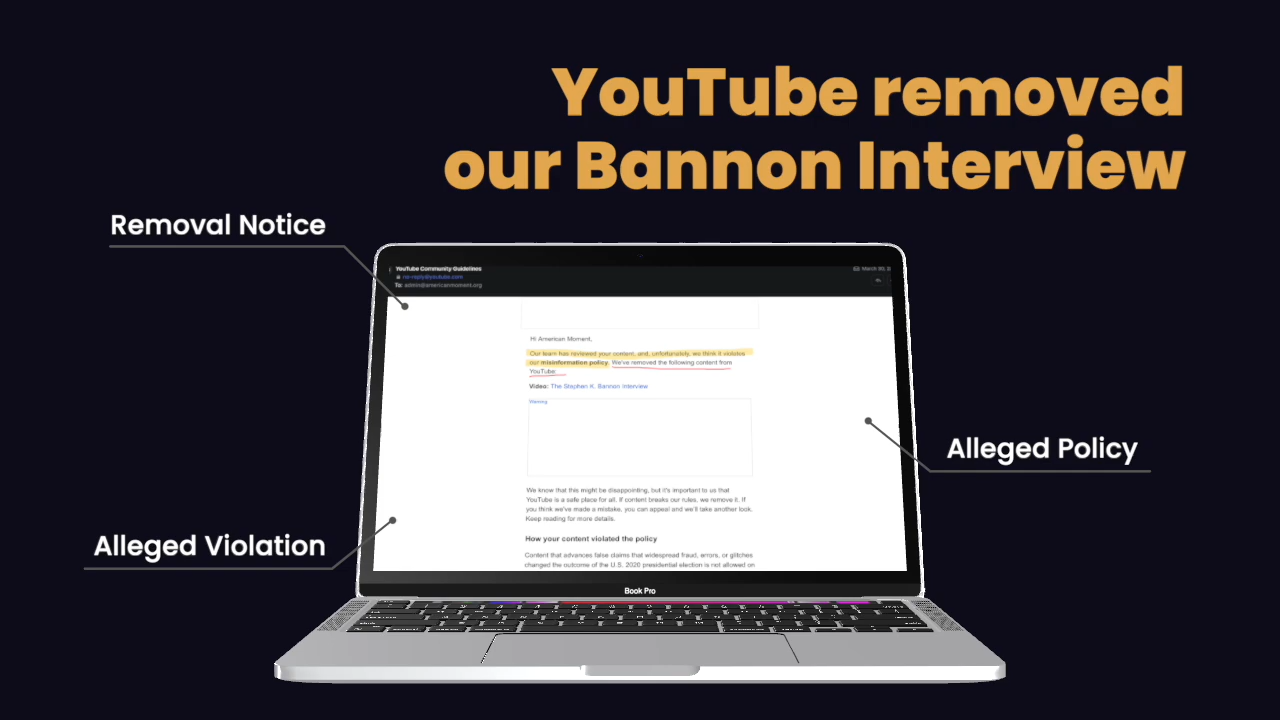 YouTube removed
our Bannon Interview
Removal Notice
YouTube Community Guidelines
no-reply@youtube.com
To: admin@americanmoment.org
March 30,
Hi American Moment,
Our team has reviewed your content, and, unfortunately, we think it violates
our misinformation policy. We've removed the following content from
YouTube:
Video: The Stephen K. Bannon Interview
Warning
Alleged Policy
We know that this might be disappointing, but it's important to us that
YouTube is a safe place for all. If content breaks our rules, we remove it. If
you think we've made a mistake, you can appeal and we'll take another look.
Keep reading for more details.
Alleged Violation
How your content violated the policy
Content that advances false claims that widespread fraud, errors, or glitches
changed the outcome of the U.S. 2020 presidential election is not allowed on
Book Pro